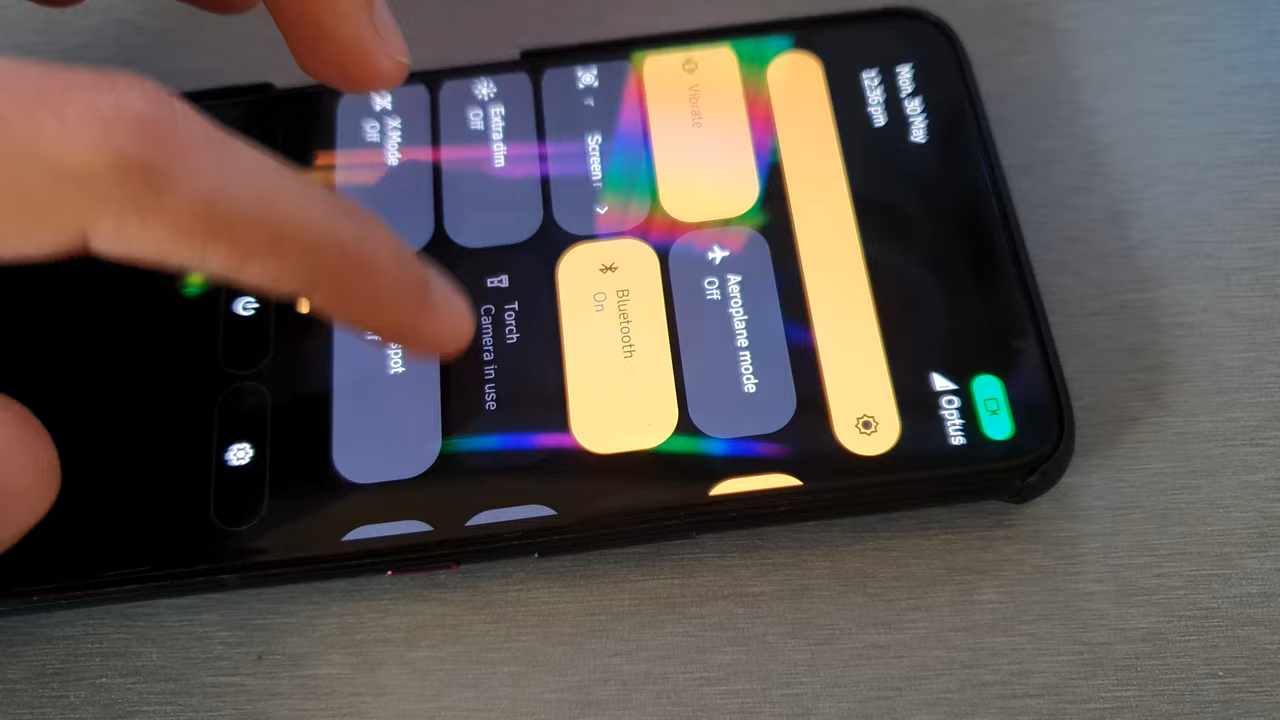 Mon, 30 May
12:36 pm
Optus
Vibrate
Aeroplane mode
Off
Screen r
Bluetooth
On
Extra dim
Off
Torch
Camera in use
X Mode
Off
spot